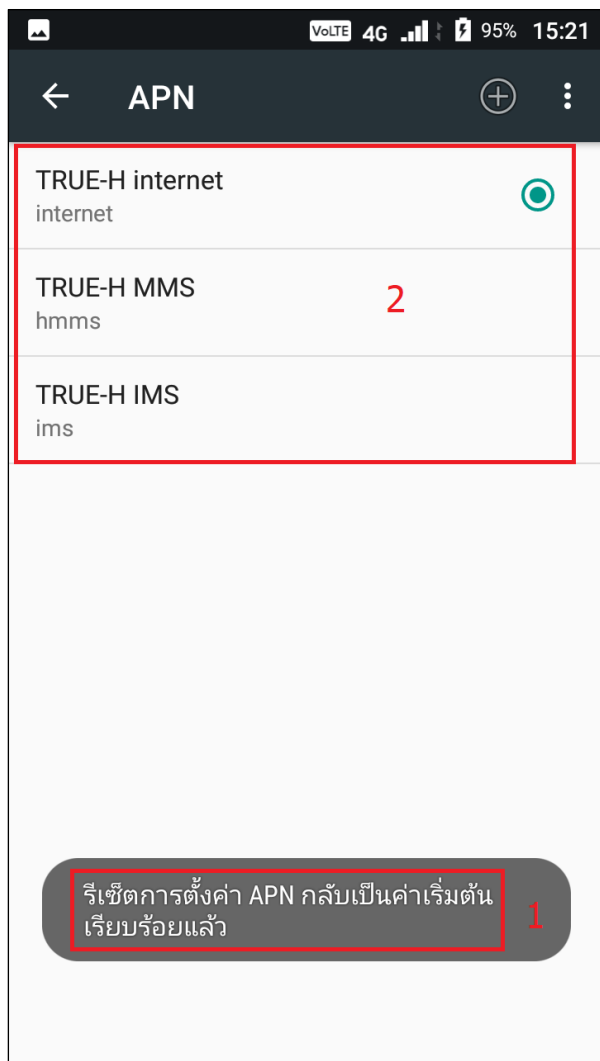 VoLTE 4G 95% 15:21
APN
TRUE-H internet
internet
TRUE-H MMS
hmms
2
TRUE-H IMS
ims
รีเซ็ตการตั้งค่า APN กลับเป็นค่าเริ่มต้น
เรียบร้อยแล้ว
1